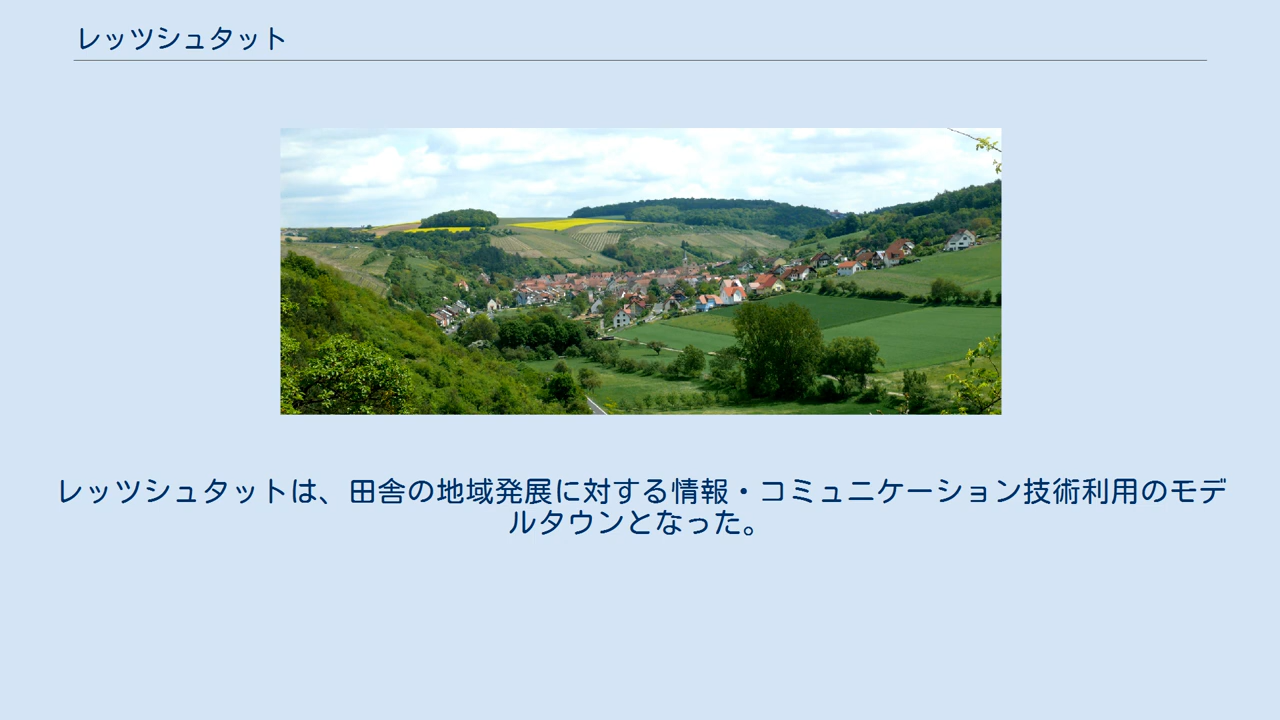 レッツシュタット
レッツシュタットは、田舎の地域発展に対する情報・コミュニケーション技術利用のモデ
ルタウンとなった。